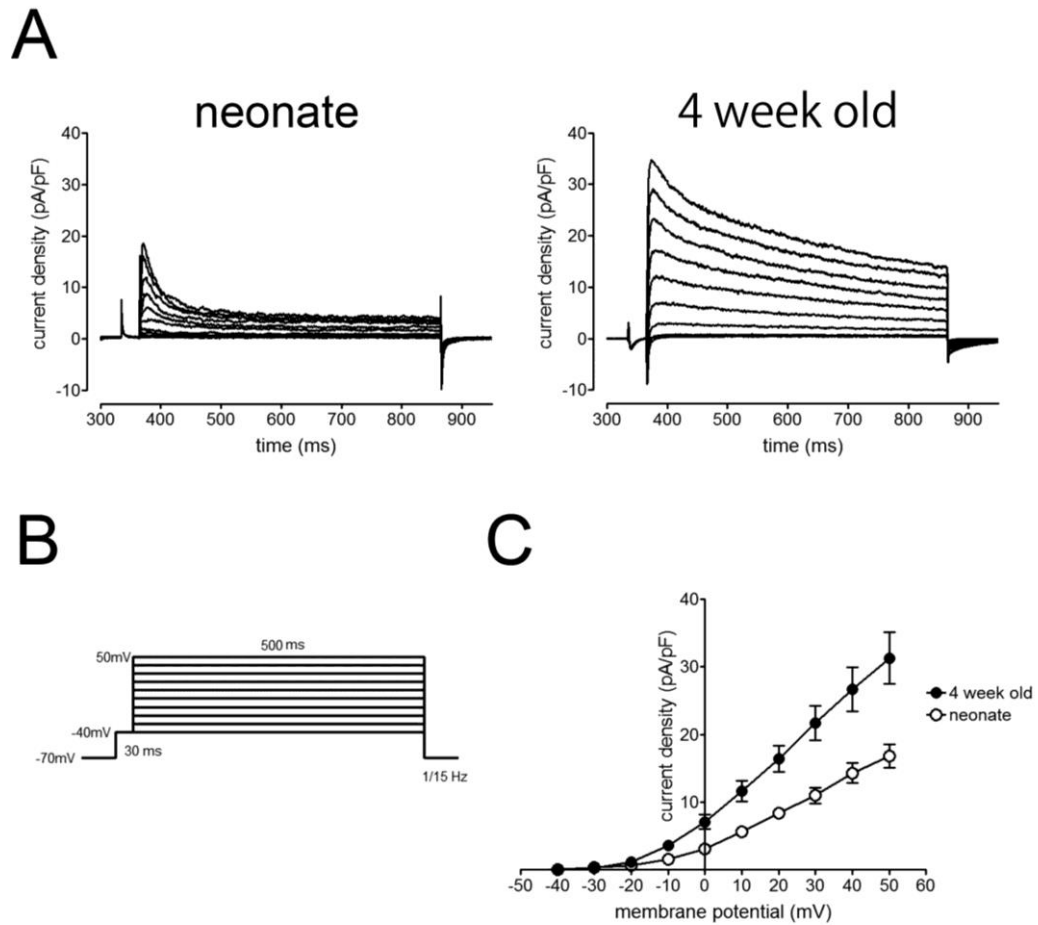 A
neonate
4 week old
40
30
20
10
0
-10
current density (pA/pF)
300 400 500 600 700 800 900
time (ms)
40
30
20
10
0
-10
current density (pA/pF)
300 400 500 600 700 800 900
time (ms)
B
500 ms
50mV
-40mV
30 ms
-70mV
1/15 Hz
C
40
30
20
10
current density (pA/pF)
4 week old
neonate
-50 -40 -30 -20 -10 0 10 20 30 40 50 60
membrane potential (mV)